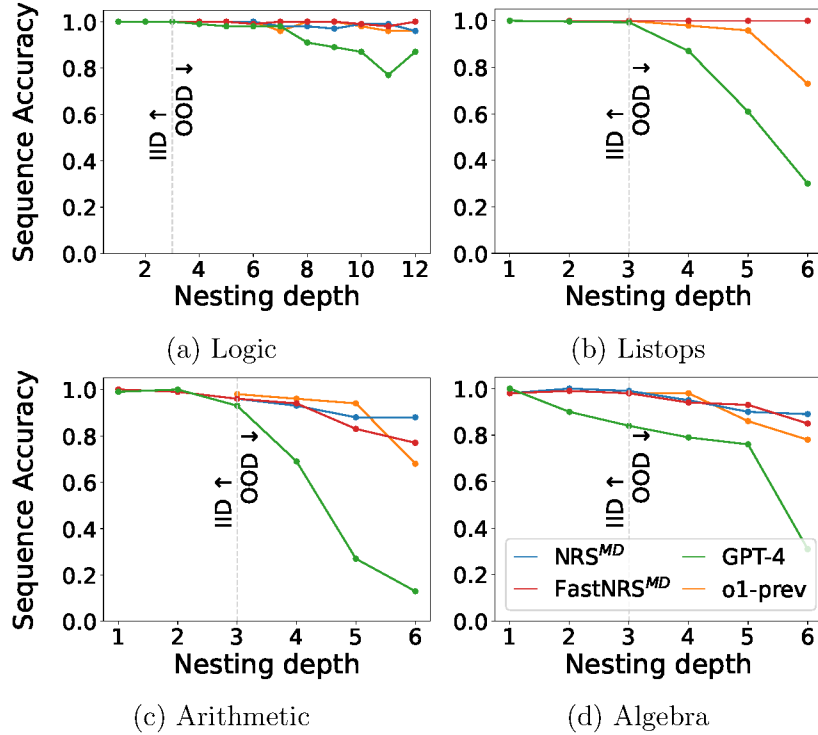 Sequence Accuracy
1.0
0.8
0.6
0.4
0.2
0.0
IID ↑
OOD ↓
2 4 6 8 10 12
Nesting depth
(a) Logic
1.0
0.8
0.6
0.4
0.2
0.0
IID ↑
OOD ↓
1 2 3 4 5 6
Nesting depth
(b) Listops
Sequence Accuracy
1.0
0.8
0.6
0.4
0.2
0.0
IID ↑
OOD ↓
1 2 3 4 5 6
Nesting depth
(c) Arithmetic
1.0
0.8
0.6
0.4
0.2
0.0
IID ↑
OOD ↓
NRS^MD GPT-4
FastNRS^MD o1-prev
1 2 3 4 5 6
Nesting depth
(d) Algebra